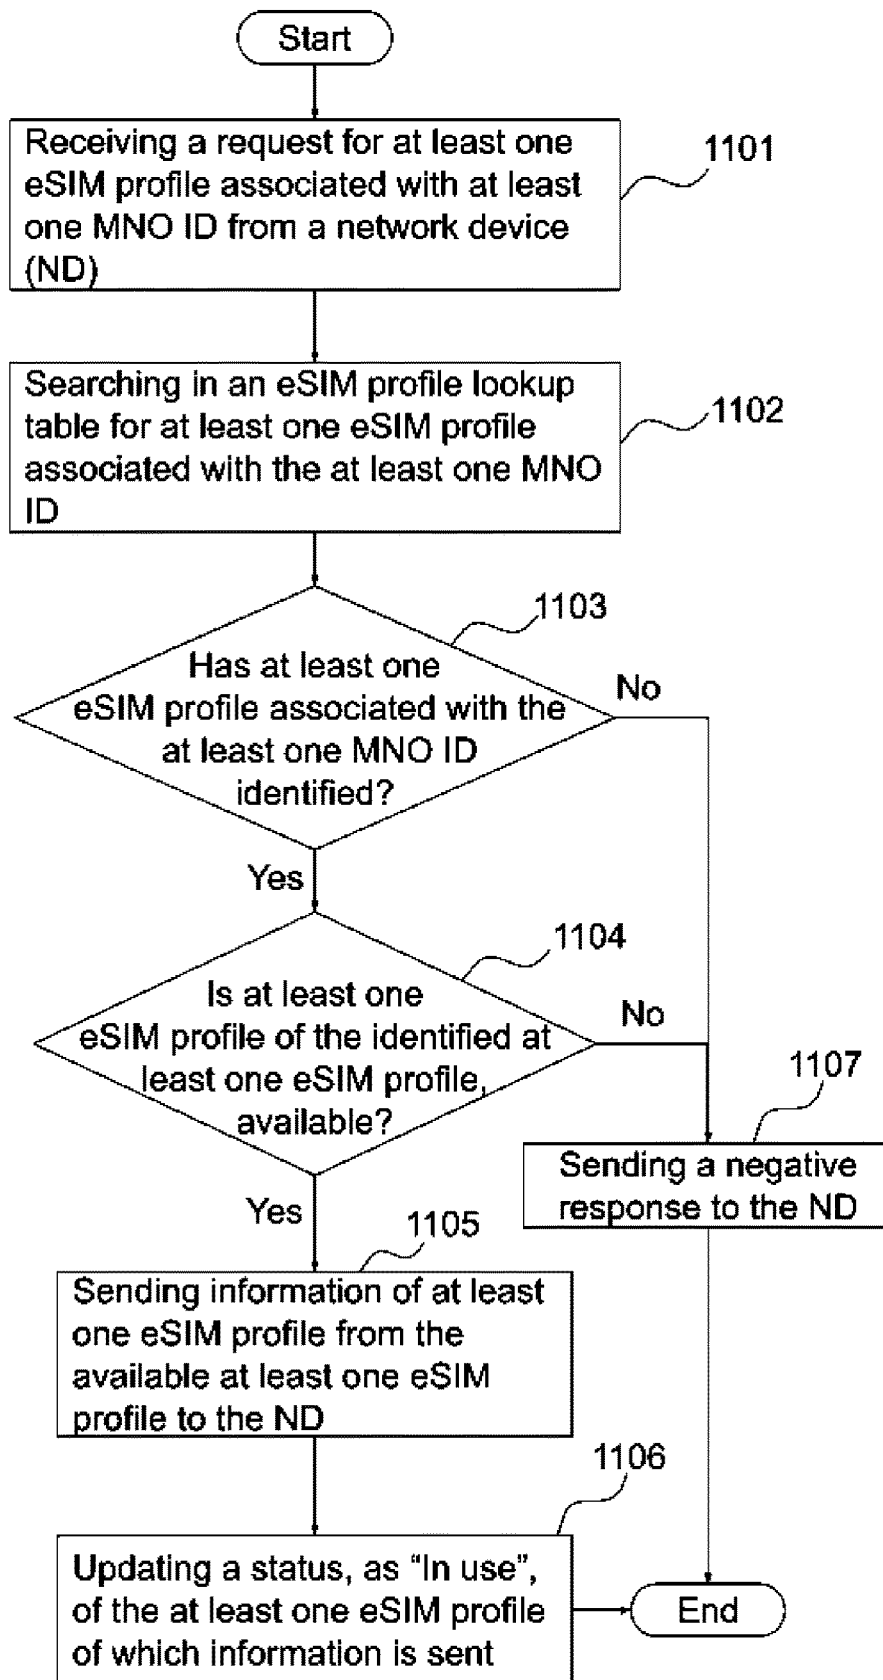 Start
Receiving a request for at least one
eSIM profile associated with at least
one MNO ID from a network device
(ND)
1101
Searching in an eSIM profile lookup
table for at least one eSIM profile
associated with the at least one MNO
ID
1102
1103
Has at least one
eSIM profile associated with the
at least one MNO ID
identified?
No
Yes
1104
Is at least one
eSIM profile of the identified at
least one eSIM profile,
available?
No
1107
Sending a negative
response to the ND
Yes
1105
Sending information of at least
one eSIM profile from the
available at least one eSIM
profile to the ND
1106
Updating a status, as “In use”,
of the at least one eSIM profile
of which information is sent
End